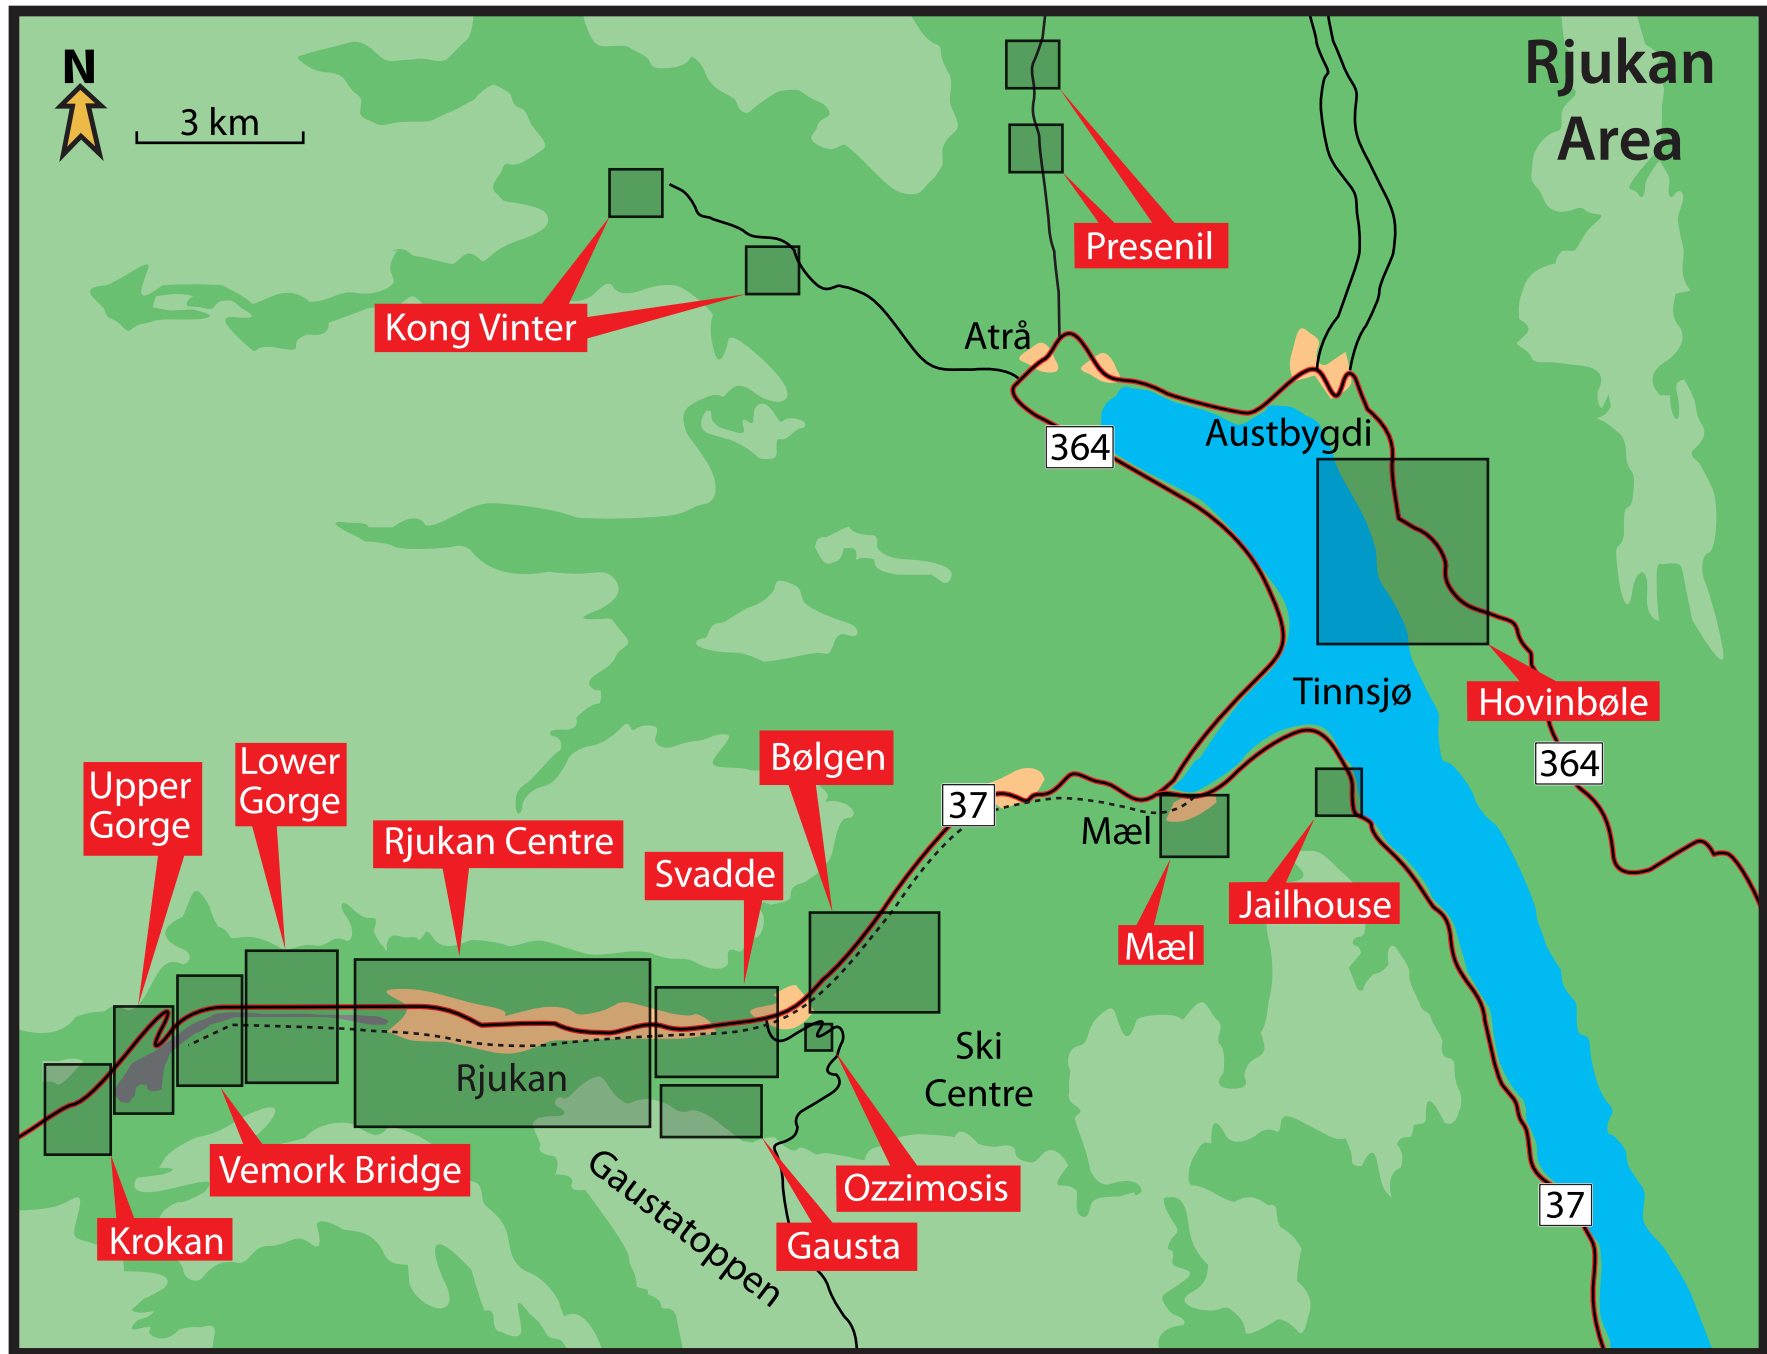 Rjukan
Area
N
3 km
Presenil
Kong Vinter
Atrå
Austbygdi
364
Tinnsjø
Hovinbøle
364
Bølgen
Lower
Gorge
Upper
Gorge
37
Rjukan Centre
Mæl
Svadde
Jailhouse
Mæl
Ski
Centre
Rjukan
Vemork Bridge
Ozzimosis
37
Krokan
Gausta
Gaustatoppen